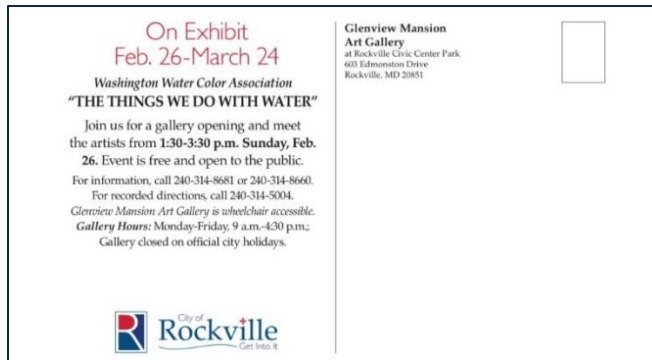 On Exhibit
Feb. 26-March 24
Washington Water Color Association
“THE THINGS WE DO WITH WATER”
Join us for a gallery opening and meet
the artists from 1:30-3:30 p.m. Sunday, Feb.
26. Event is free and open to the public.
For information, call 240-314-8681 or 240-314-8660.
For recorded directions, call 240-314-5004.
Glenview Mansion Art Gallery is wheelchair accessible.
Gallery Hours: Monday-Friday, 9 a.m.-4:30 p.m.;
Gallery closed on official city holidays.
City of
Rockville
Get Into It
Glenview Mansion
Art Gallery
at Rockville Civic Center Park
603 Edmonston Drive
Rockville, MD 20851